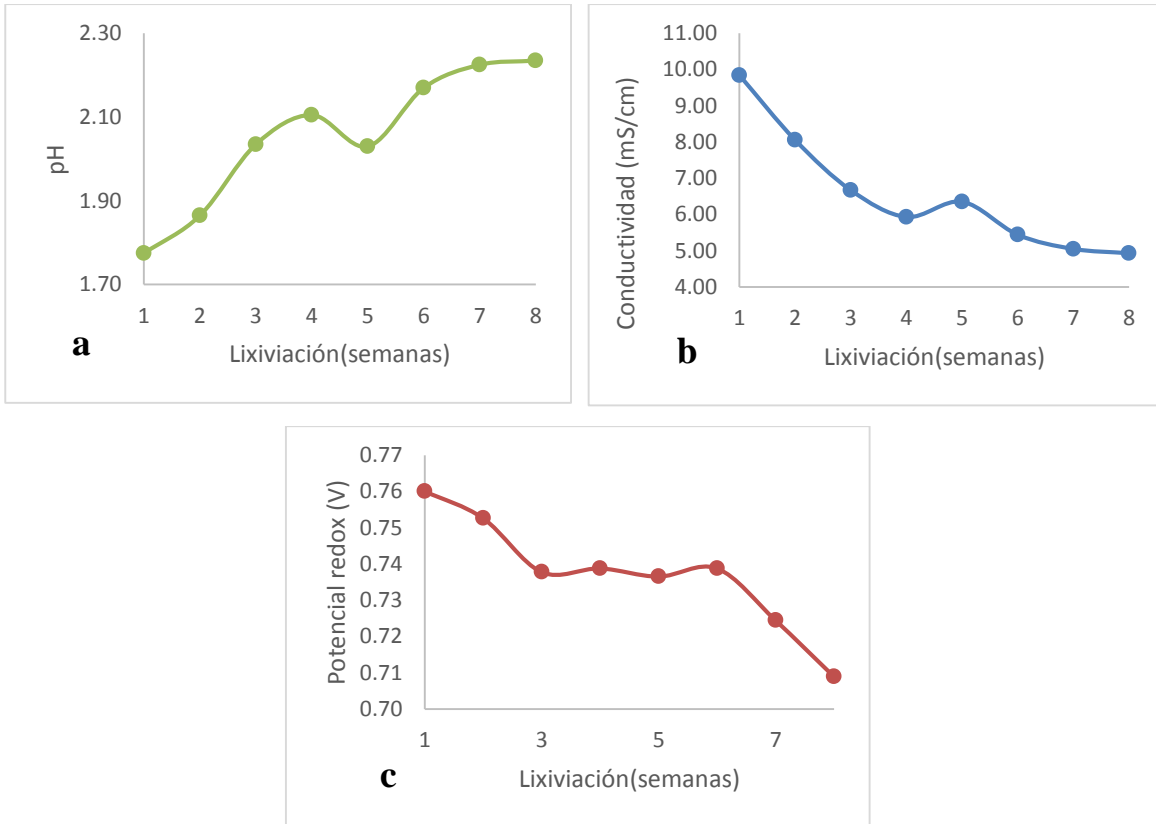 pH
2.30
2.10
1.90
1.70
1 2 3 4 5 6 7 8
Lixiviación(semanas)
a
Conductividad (mS/cm)
11.00
10.00
9.00
8.00
7.00
6.00
5.00
4.00
1 2 3 4 5 6 7 8
Lixiviación(semanas)
b
Potencial redox (V)
0.77
0.76
0.75
0.74
0.73
0.72
0.71
0.70
1 3 5 7
Lixiviación(semanas)
c